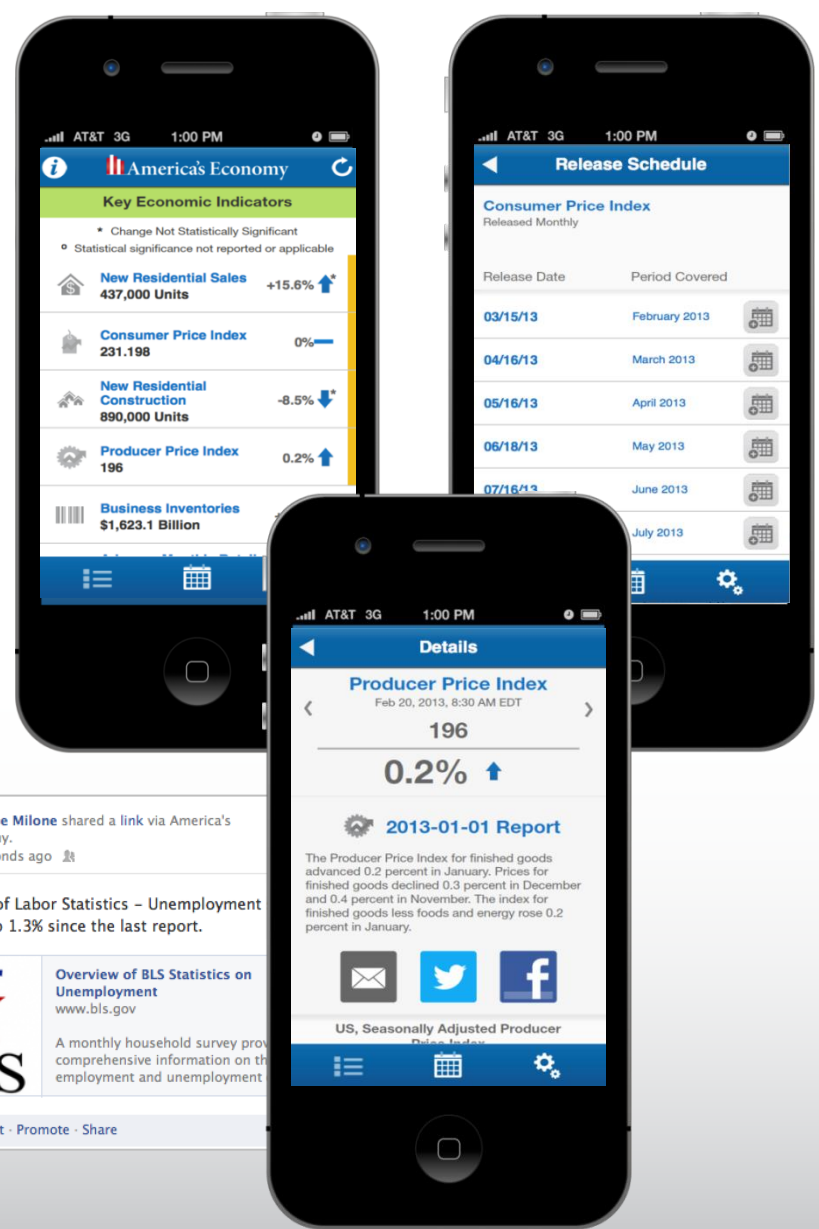 AT&T 3G 1:00 PM
America's Economy
Key Economic Indicators
* Change Not Statistically Significant
o Statistical significance not reported or applicable
New Residential Sales
437,000 Units
+15.6% *
Consumer Price Index
231.198
0%
New Residential
Construction
890,000 Units
-8.5% *
Producer Price Index
196
0.2%
Business Inventories
$1,623.1 Billion
AT&T 3G 1:00 PM
Release Schedule
Consumer Price Index
Released Monthly
Release Date Period Covered
03/15/13 February 2013
04/16/13 March 2013
05/16/13 April 2013
06/18/13 May 2013
07/16/13 June 2013
July 2013
AT&T 3G 1:00 PM
Details
Producer Price Index
Feb 20, 2013, 8:30 AM EDT
196
0.2%
2013-01-01 Report
The Producer Price Index for finished goods
advanced 0.2 percent in January. Prices for
finished goods declined 0.3 percent in December
and 0.4 percent in November. The index for
finished goods less foods and energy rose 0.2
percent in January.
US, Seasonally Adjusted Producer
Price Index
Milone shared a link via America's
ago
of Labor Statistics – Unemployment
1.3% since the last report.
Overview of BLS Statistics on
Unemployment
www.bls.gov
A monthly household survey
comprehensive information on
employment and unemployment
S
· Promote · Share